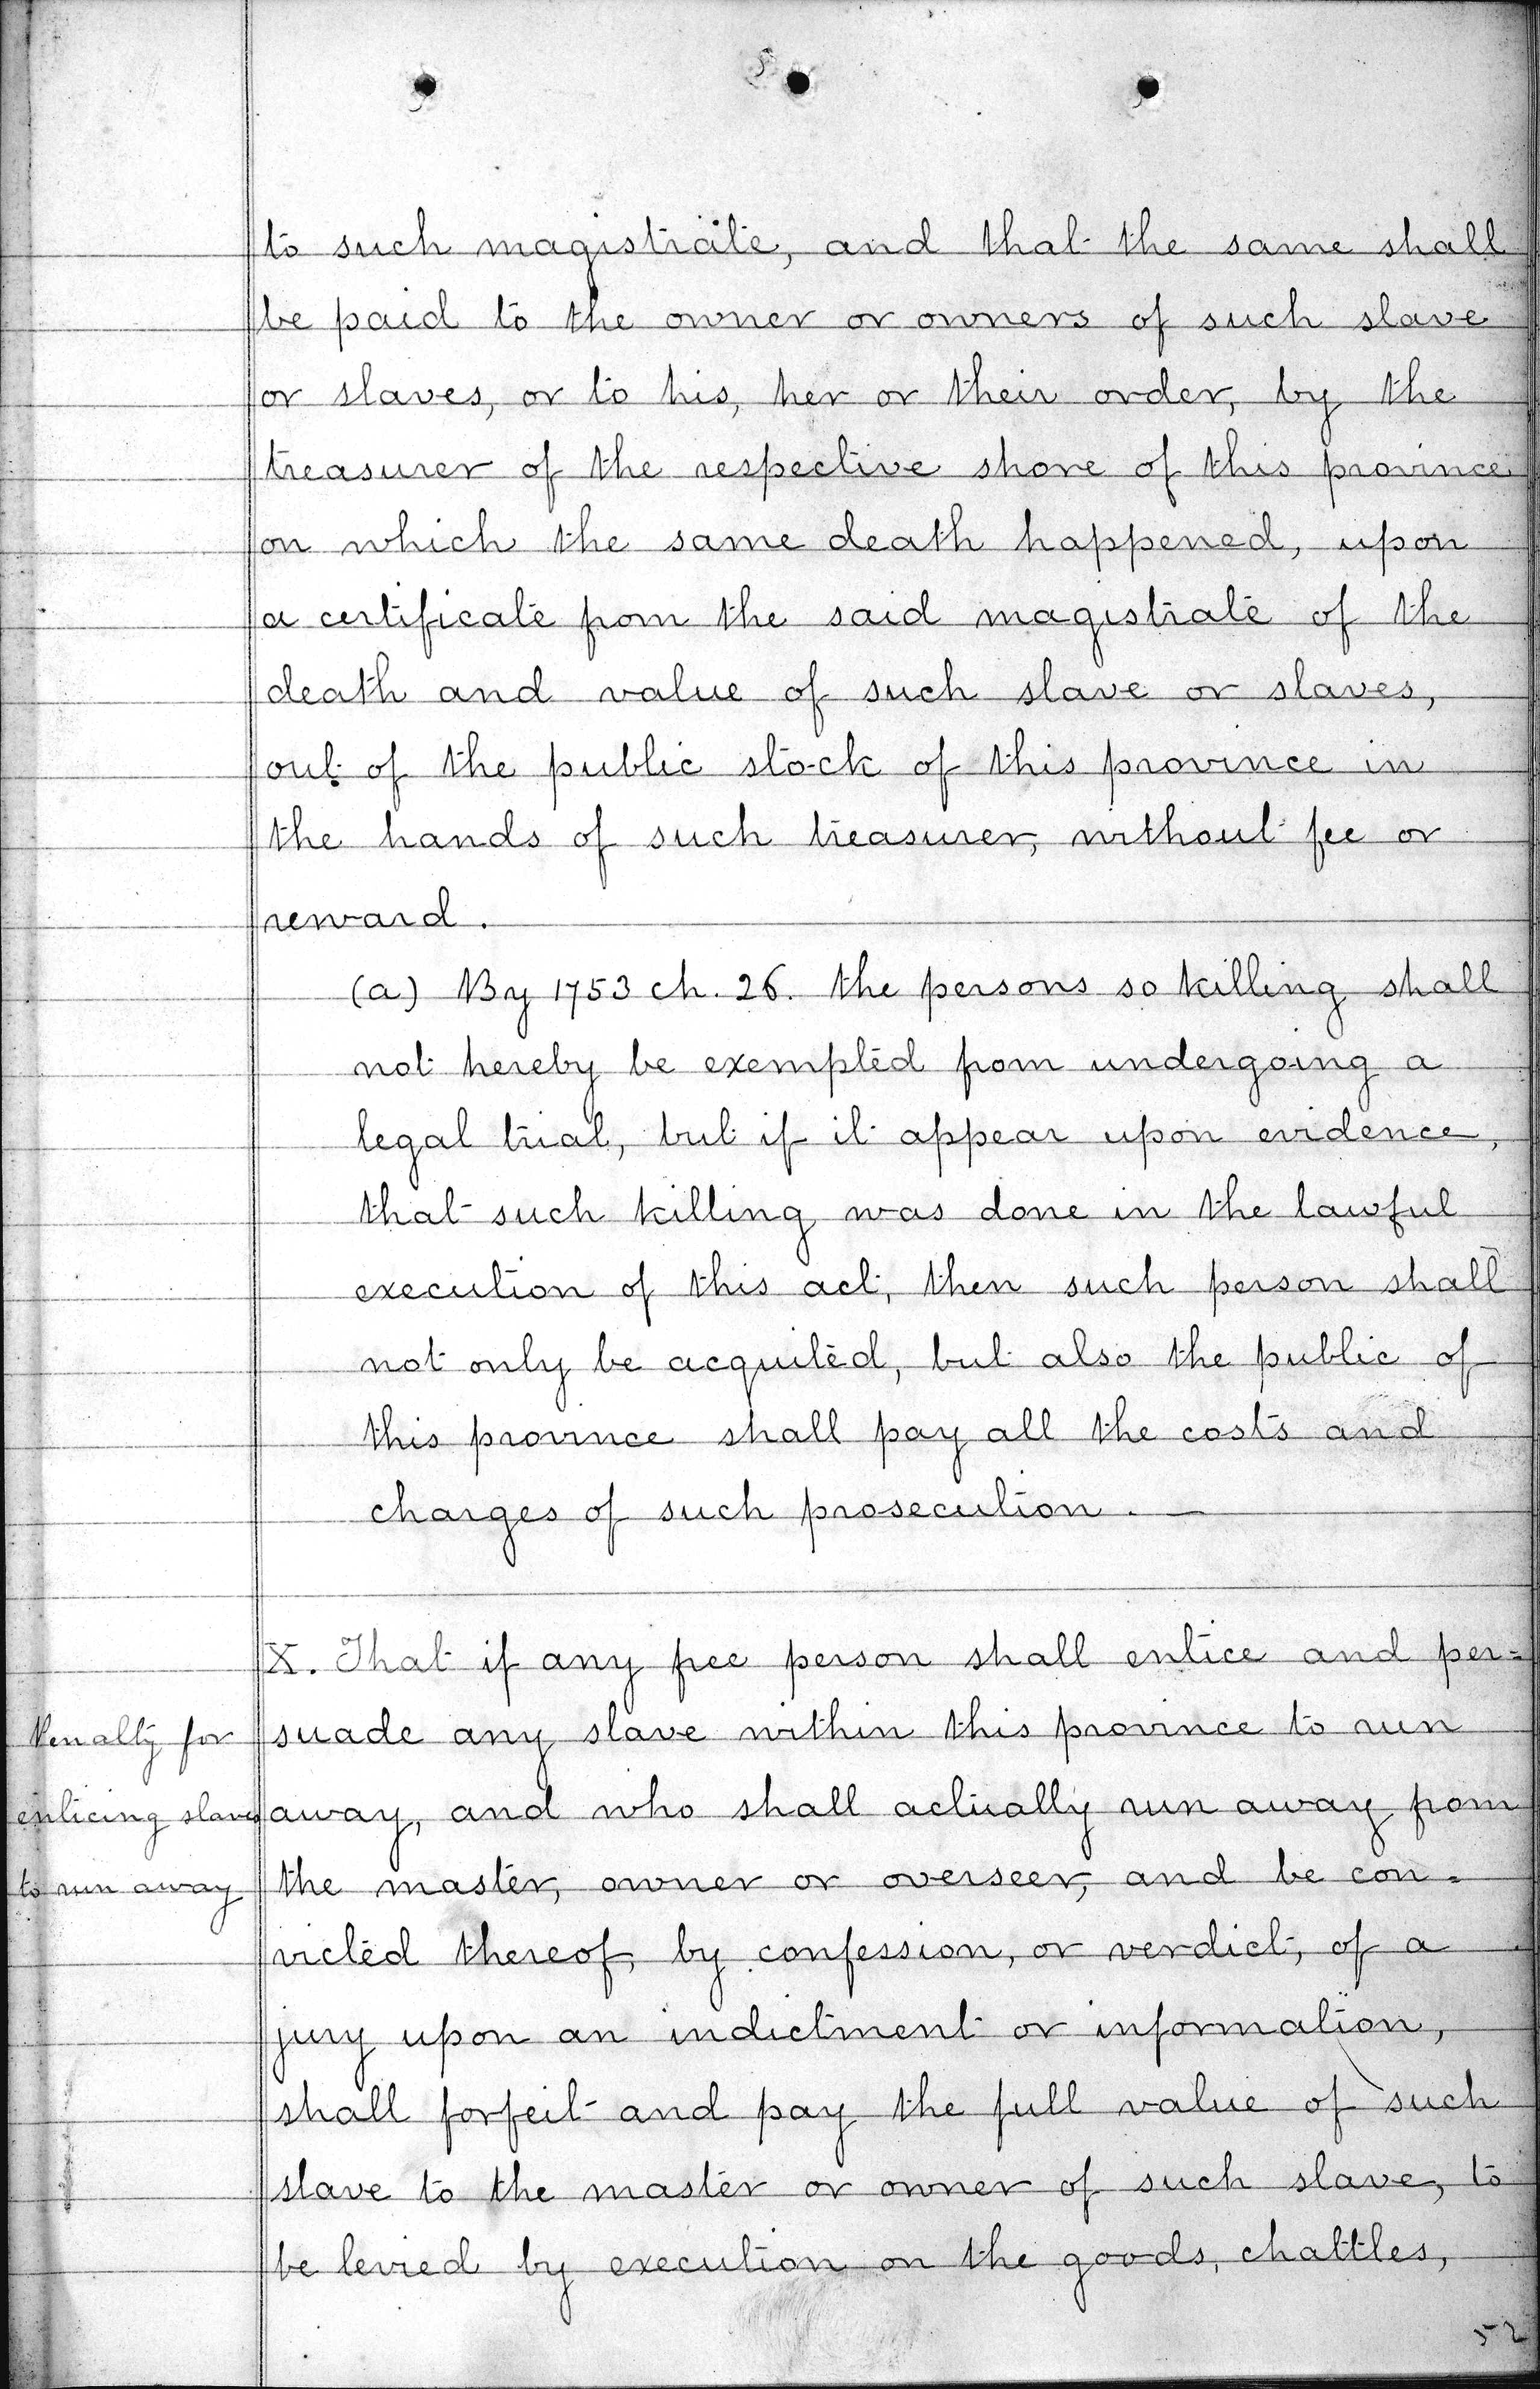 to such magistrate, and that the same shall
be paid to the owner or owners of such slave
or slaves, or to his, her or their order, by the
treasurer of the respective shore of this province
on which the same death happened, upon
a certificate from the said magistrate of the
death and value of such slave or slaves,
out of the public stock of this province in
the hands of such treasurer, without fee or
reward.
(a) By 1753 ch. 26. the persons so killing shall
not hereby be exempted from undergoing a
legal trial, but if it appear upon evidence,
that such killing was done in the lawful
execution of this act, then such person shall
not only be acquited, but also the public of
this province shall pay all the costs and
charges of such prosecution. —
X. That if any free person shall entice and per=
Penalty for
enticing slaves
to run away
suade any slave within this province to run
away, and who shall actually run away from
the master, owner or overseer, and be con=
victed thereof, by confession, or verdict, of a
jury upon an indictment or information,
shall forfeit and pay the full value of such
slave to the master or owner of such slave, to
be levied by execution on the goods, chattles,
52